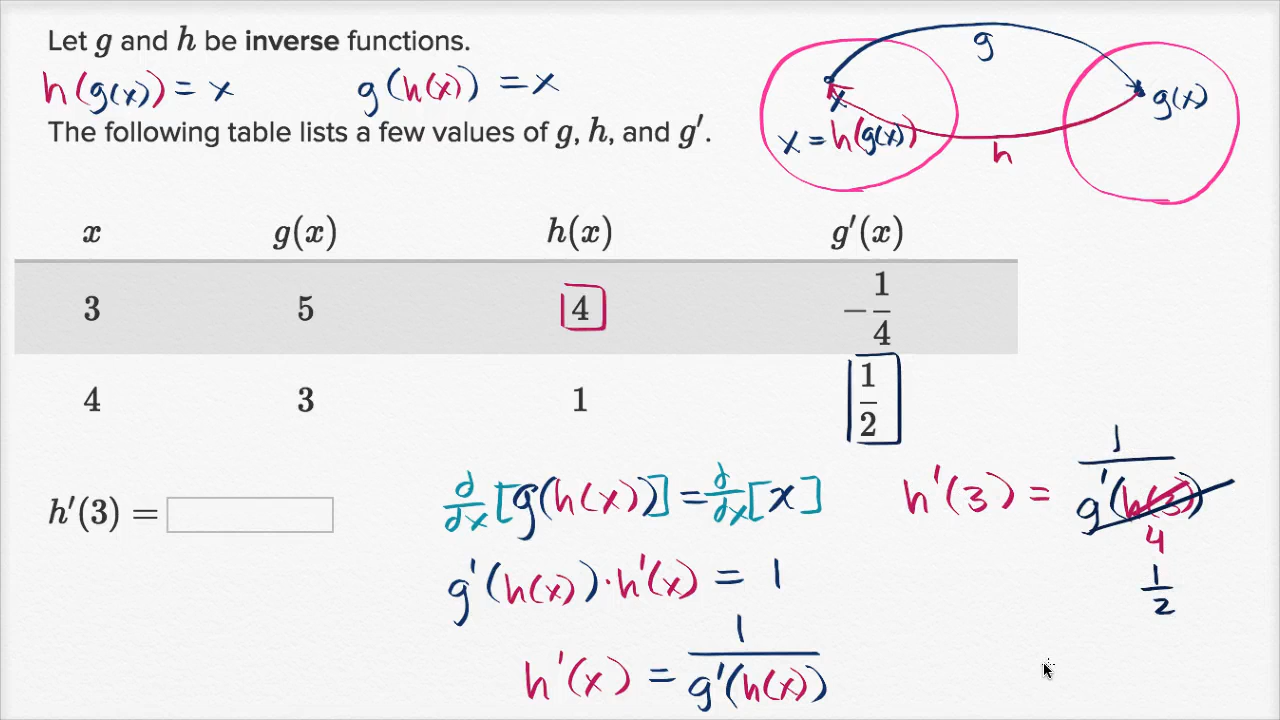 Let g and h be inverse functions.
h(g(x)) = x g(h(x)) = x
The following table lists a few values of g, h, and g′.
g
x
g(x)
x = h(g(x))
h
x g(x) h(x) g′(x)
3 5 4 −1/4
4 3 1 1/2
h′(3) =
d/dx [g(h(x))] = d/dx [x]
g'(h(x)) · h'(x) = 1
h'(x) = 1/g'(h(x))
h'(3) = 1/g'(h(3))
4
1/2